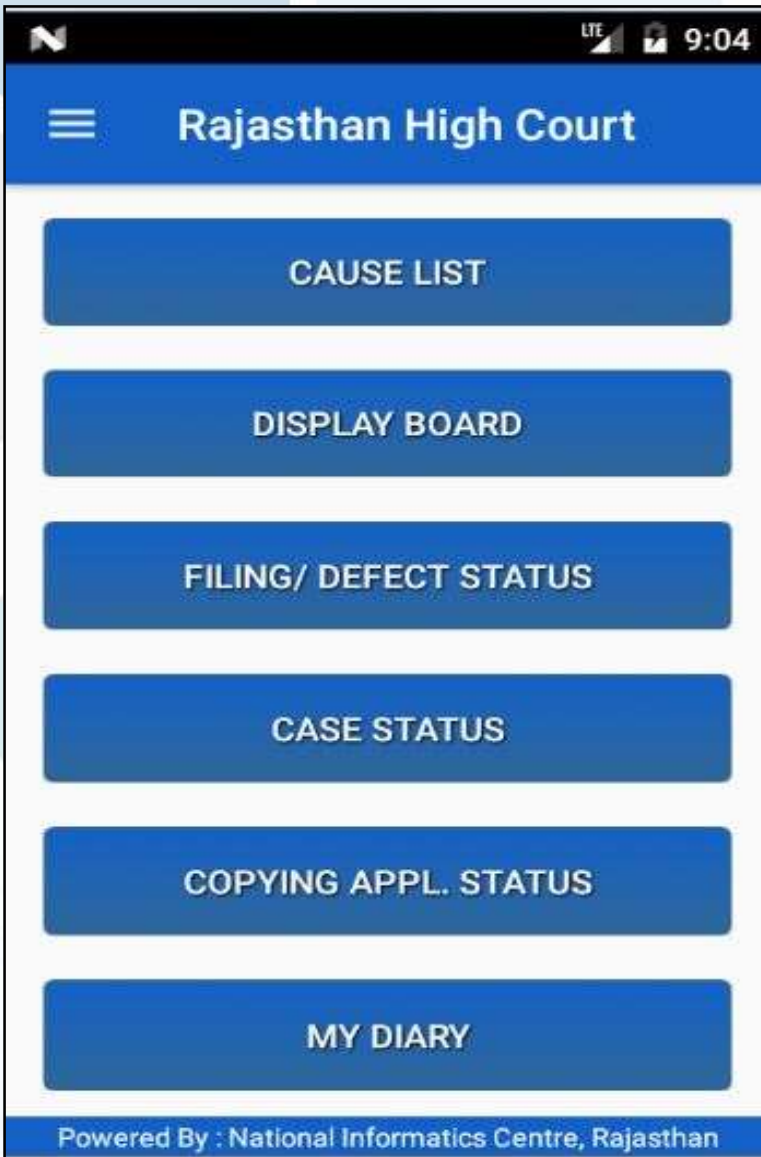 LTE 9:04
Rajasthan High Court
CAUSE LIST
DISPLAY BOARD
FILING/ DEFECT STATUS
CASE STATUS
COPYING APPL. STATUS
MY DIARY
Powered By : National Informatics Centre, Rajasthan